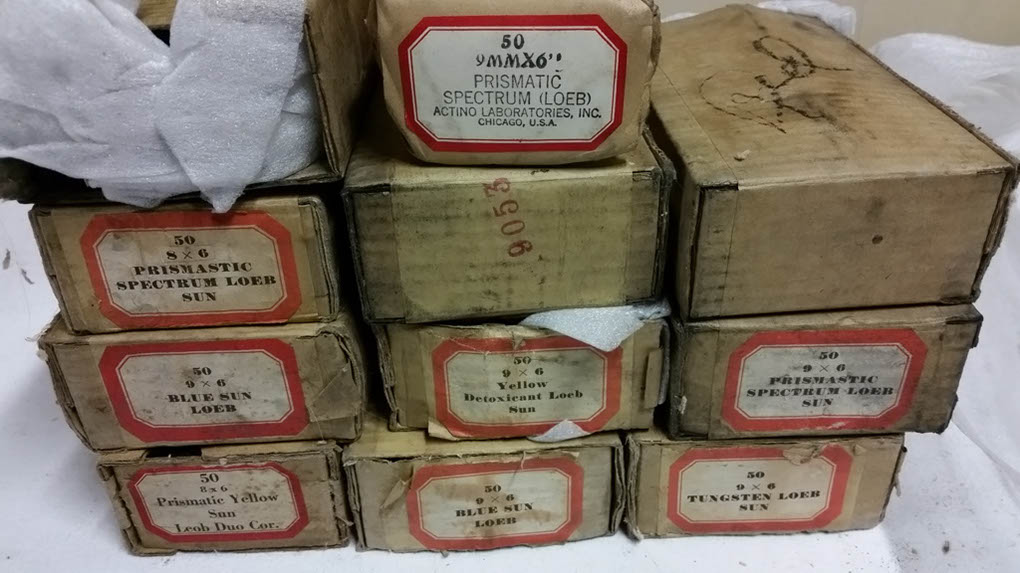 50
9MMX6"
PRISMATIC
SPECTRUM (LOEB)
ACTINO LABORATORIES, INC.
CHICAGO, U.S.A.
9053
50
8 x 6
PRISMASTIC
SPECTRUM LOEB
SUN
50
9 x 6
BLUE SUN
LOEB
50
9 x 6
Yellow
Detoxicant Loeb
Sun
50
9 x 6
PRISMASTIC
SPECTRUM LOEB
SUN
50
8 x 6
Prismatic Yellow
Sun
Leob Duo Cor.
50
9 x 6
BLUE SUN
LOEB
50
9 x 6
TUNGSTEN LOEB
SUN